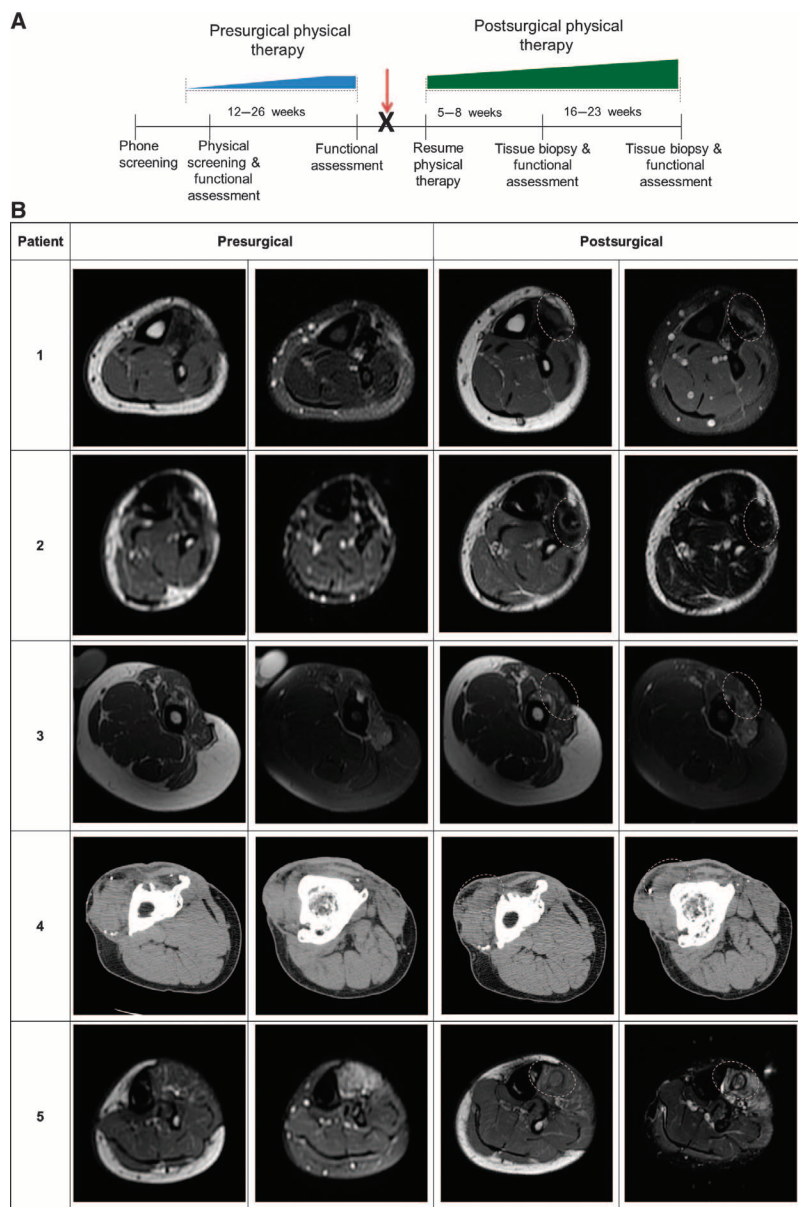 A
Presurgical physical
therapy
Postsurgical physical
therapy
12–26 weeks
5–8 weeks
16–23 weeks
X
Phone
screening
Physical
screening &
functional
assessment
Functional
assessment
Resume
physical
therapy
Tissue biopsy &
functional
assessment
Tissue biopsy &
functional
assessment
B
Patient
Presurgical
Postsurgical
1
2
3
4
5